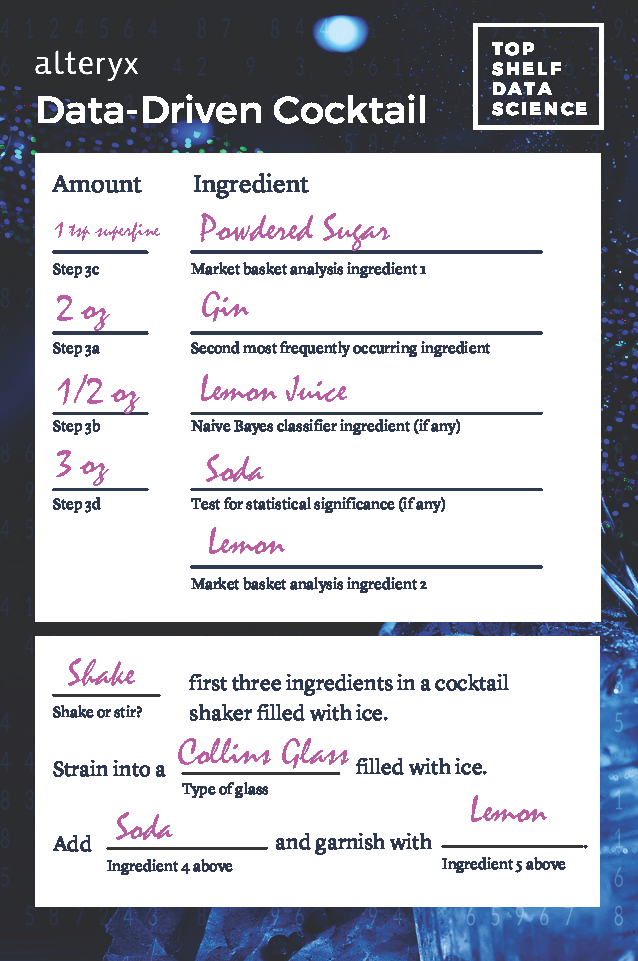 alteryx
Data-Driven Cocktail
TOP
SHELF
DATA
SCIENCE
Amount Ingredient
1 tsp superfine Powdered Sugar
Step 3c Market basket analysis ingredient 1
2 oz Gin
Step 3a Second most frequently occurring ingredient
1/2 oz Lemon Juice
Step 3b Naive Bayes classifier ingredient (if any)
3 oz Soda
Step 3d Test for statistical significance (if any)
Lemon
Market basket analysis ingredient 2
Shake first three ingredients in a cocktail
Shake or stir? shaker filled with ice.
Strain into a Collins Glass filled with ice.
Type of glass
Add Soda and garnish with Lemon.
Ingredient 4 above Ingredient 5 above